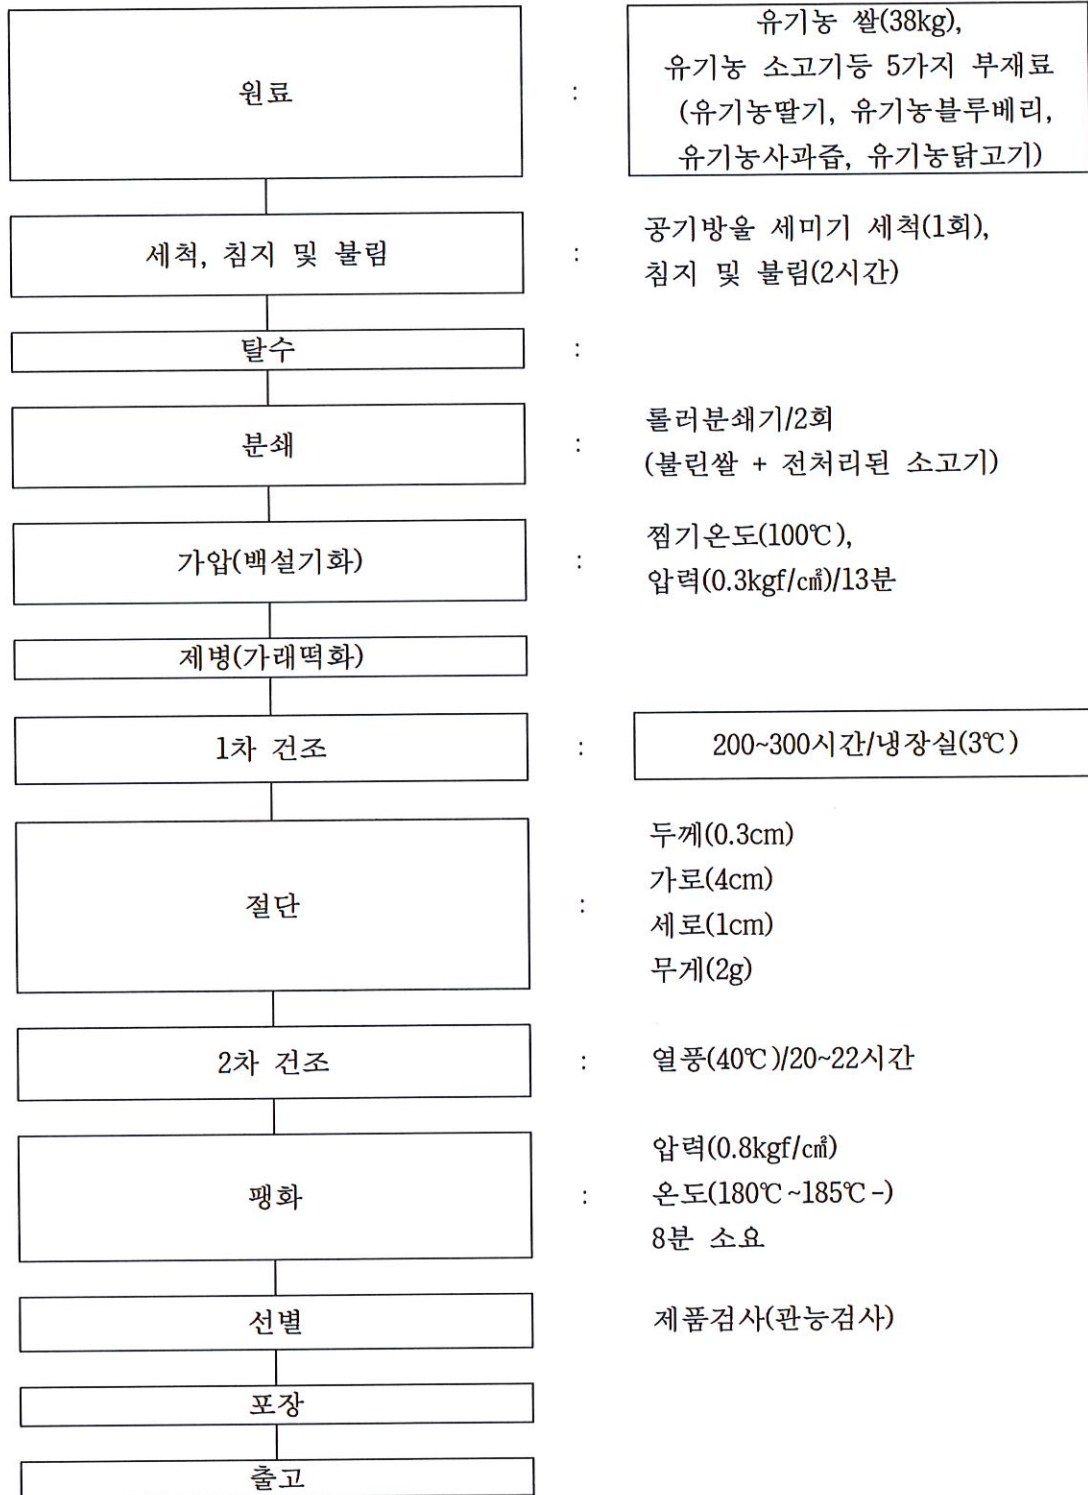 원료 :
유기농 쌀(38kg),
유기농 소고기등 5가지 부재료
(유기농딸기, 유기농블루베리,
유기농사과즙, 유기농닭고기)
세척, 침지 및 불림 :
공기방울 세미기 세척(1회),
침지 및 불림(2시간)
탈수 :
분쇄 :
롤러분쇄기/2회
(불린쌀 + 전처리된 소고기)
가압(백설기화) :
찜기온도(100℃),
압력(0.3kgf/㎠)/13분
제병(가래떡화)
1차 건조 : 200~300시간/냉장실(3℃)
절단 :
두께(0.3cm)
가로(4cm)
세로(1cm)
무게(2g)
2차 건조 : 열풍(40℃)/20~22시간
팽화 :
압력(0.8kgf/㎠)
온도(180℃~185℃-)
8분 소요
선별 제품검사(관능검사)
포장
출고